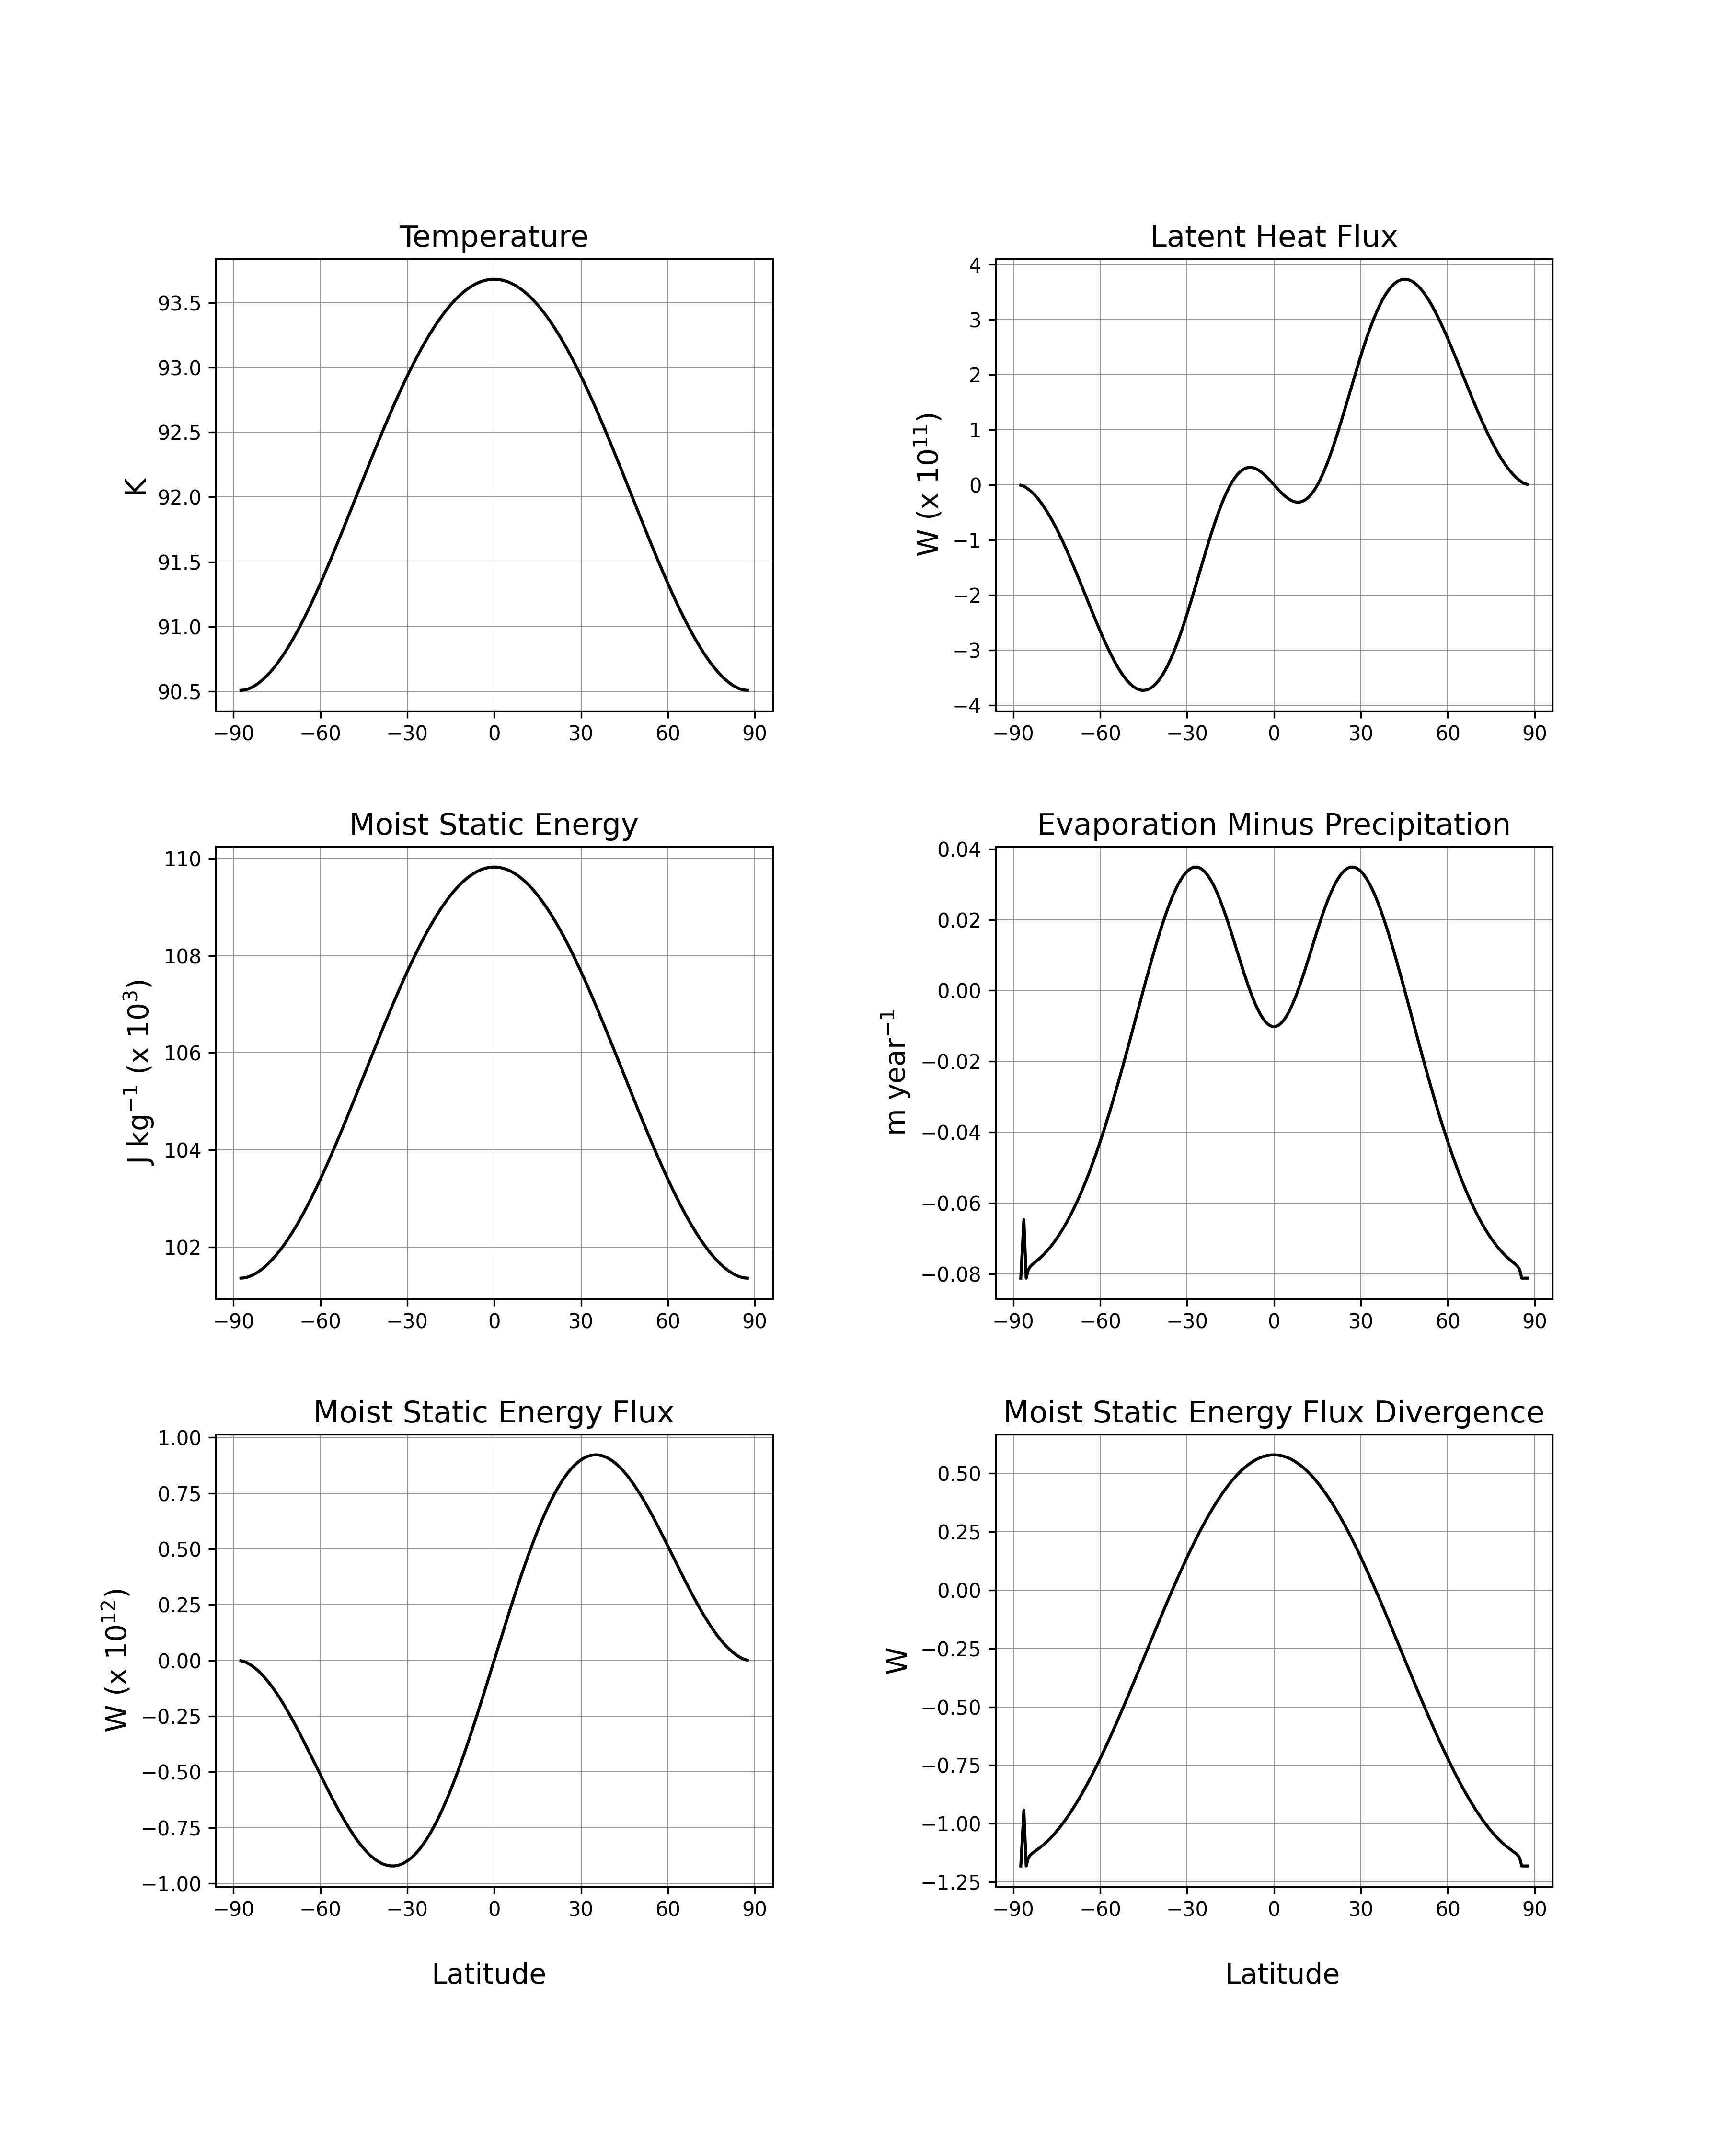 Temperature
K
93.5
93.0
92.5
92.0
91.5
91.0
90.5
−90 −60 −30 0 30 60 90
Latent Heat Flux
W (x 10¹¹)
4
3
2
1
0
−1
−2
−3
−4
−90 −60 −30 0 30 60 90
Moist Static Energy
J kg⁻¹ (x 10³)
110
108
106
104
102
−90 −60 −30 0 30 60 90
Evaporation Minus Precipitation
m year⁻¹
0.04
0.02
0.00
−0.02
−0.04
−0.06
−0.08
−90 −60 −30 0 30 60 90
Moist Static Energy Flux
W (x 10¹²)
1.00
0.75
0.50
0.25
0.00
−0.25
−0.50
−0.75
−1.00
−90 −60 −30 0 30 60 90
Latitude
Moist Static Energy Flux Divergence
W
0.50
0.25
0.00
−0.25
−0.50
−0.75
−1.00
−1.25
−90 −60 −30 0 30 60 90
Latitude